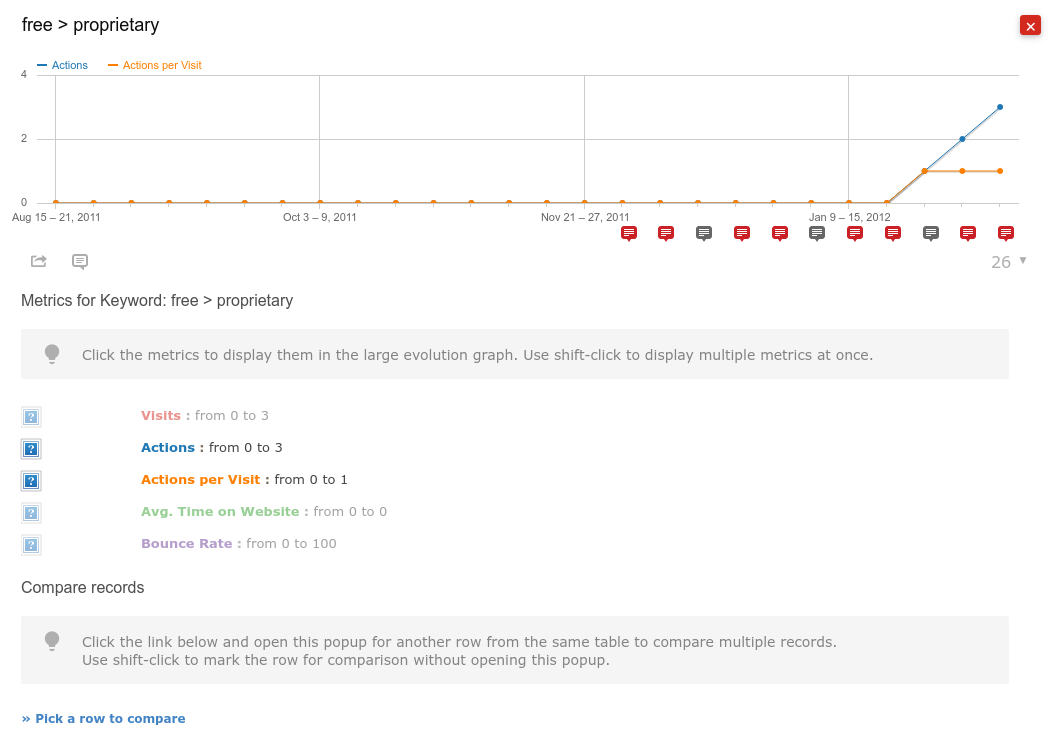 free > proprietary
Actions Actions per Visit
4
2
0
Aug 15 – 21, 2011 Oct 3 – 9, 2011 Nov 21 – 27, 2011 Jan 9 – 15, 2012
26
Metrics for Keyword: free > proprietary
Click the metrics to display them in the large evolution graph. Use shift-click to display multiple metrics at once.
? Visits : from 0 to 3
? Actions : from 0 to 3
? Actions per Visit : from 0 to 1
? Avg. Time on Website : from 0 to 0
? Bounce Rate : from 0 to 100
Compare records
Click the link below and open this popup for another row from the same table to compare multiple records.
Use shift-click to mark the row for comparison without opening this popup.
» Pick a row to compare